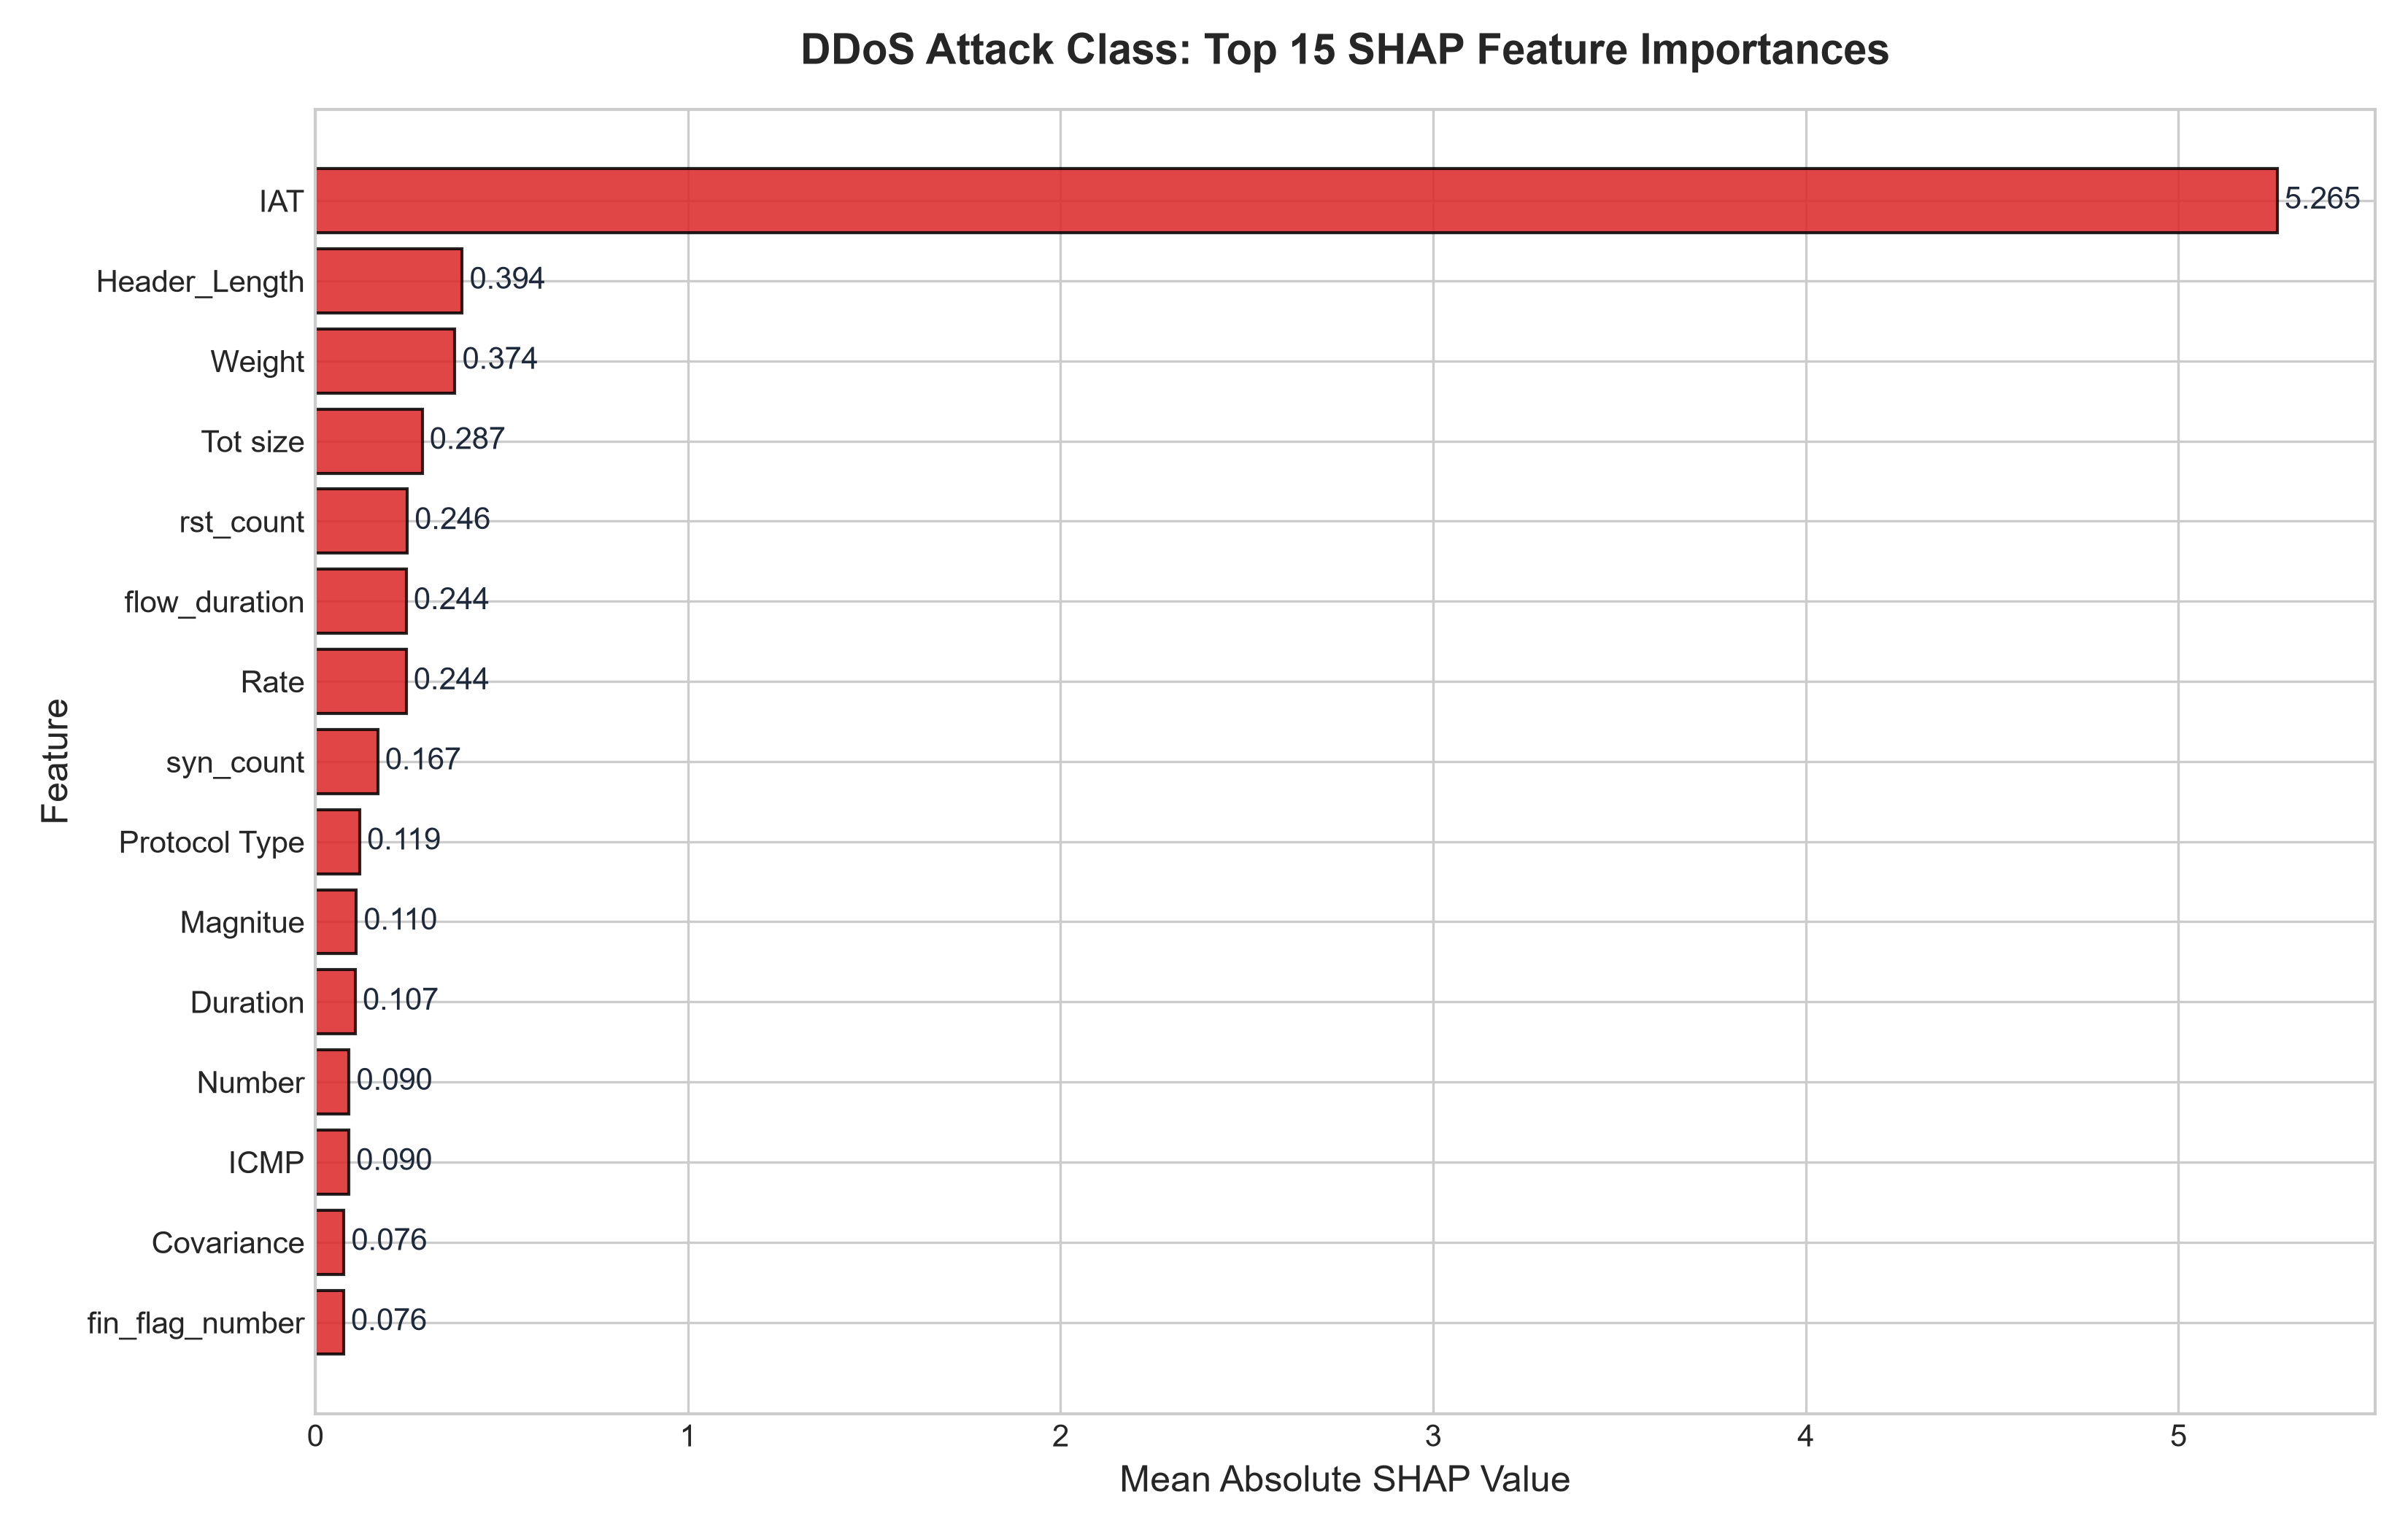 DDoS Attack Class: Top 15 SHAP Feature Importances
IAT 5.265
Header_Length 0.394
Weight 0.374
Tot size 0.287
rst_count 0.246
flow_duration 0.244
Rate 0.244
syn_count 0.167
Protocol Type 0.119
Magnitue 0.110
Duration 0.107
Number 0.090
ICMP 0.090
Covariance 0.076
fin_flag_number 0.076
Feature
0 1 2 3 4 5
Mean Absolute SHAP Value